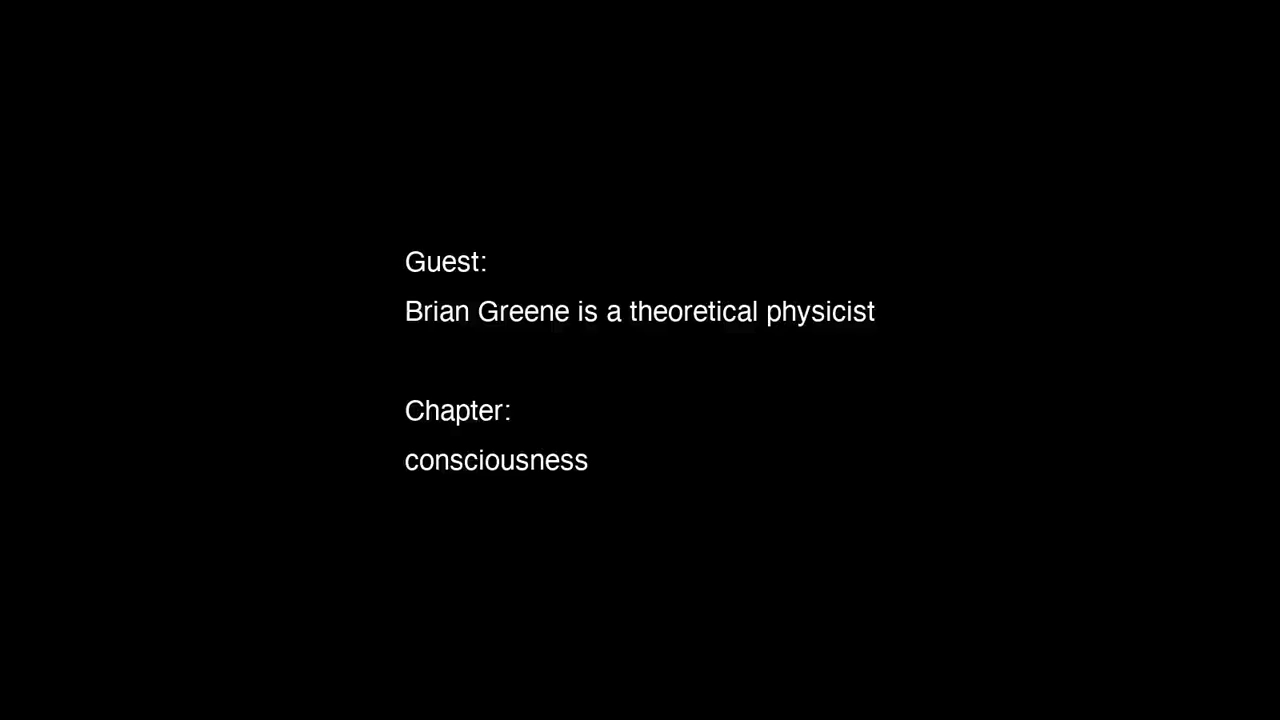 Guest:
Brian Greene is a theoretical physicist
Chapter:
consciousness